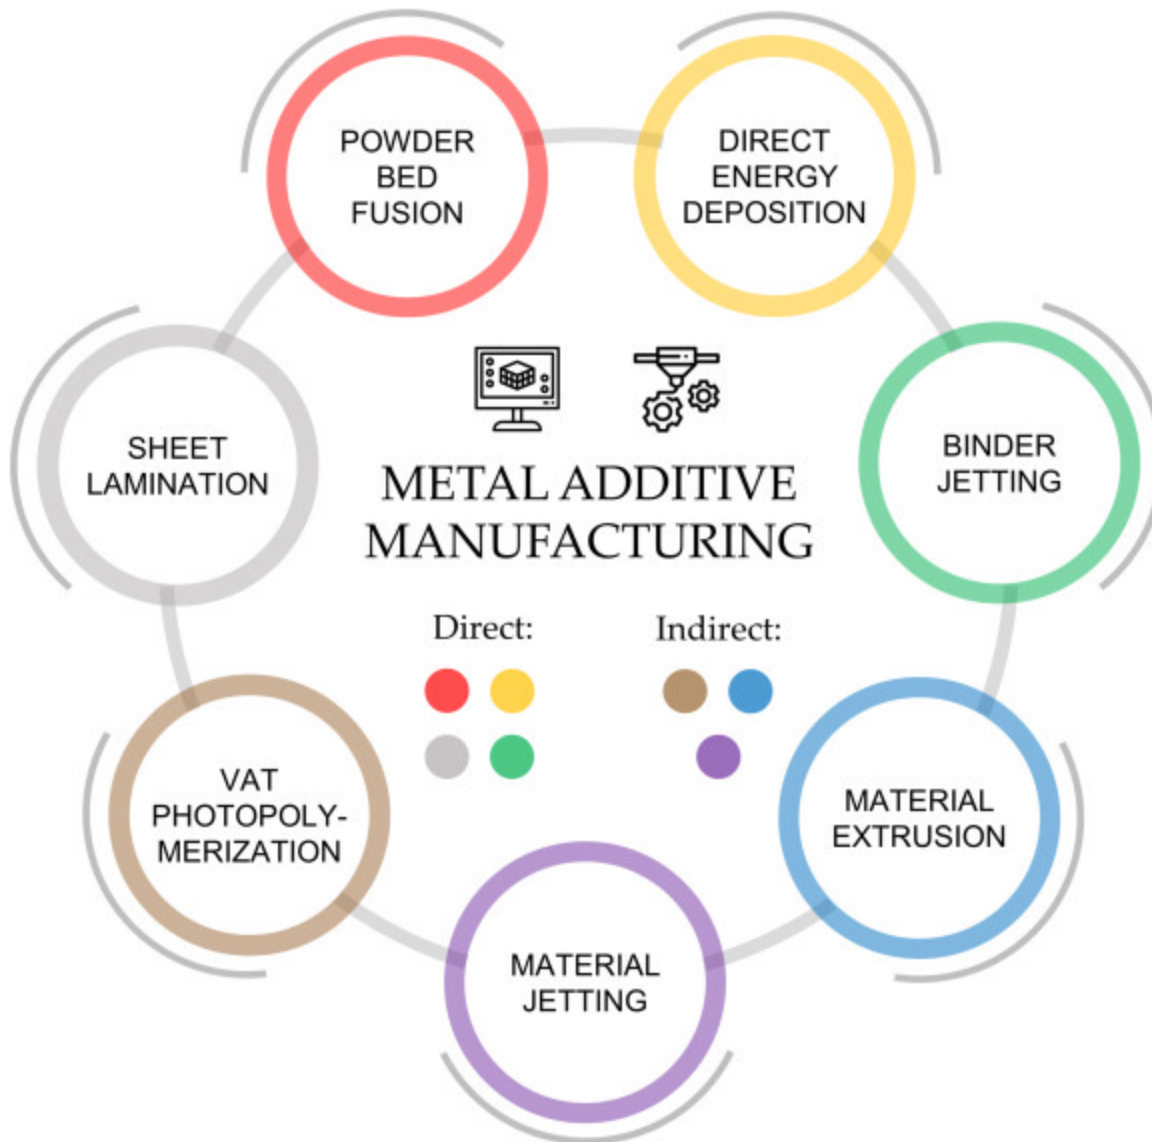 POWDER
BED
FUSION
DIRECT
ENERGY
DEPOSITION
SHEET
LAMINATION
BINDER
JETTING
METAL ADDITIVE
MANUFACTURING
Direct:
Indirect:
VAT
PHOTOPOLY-
MERIZATION
MATERIAL
EXTRUSION
MATERIAL
JETTING